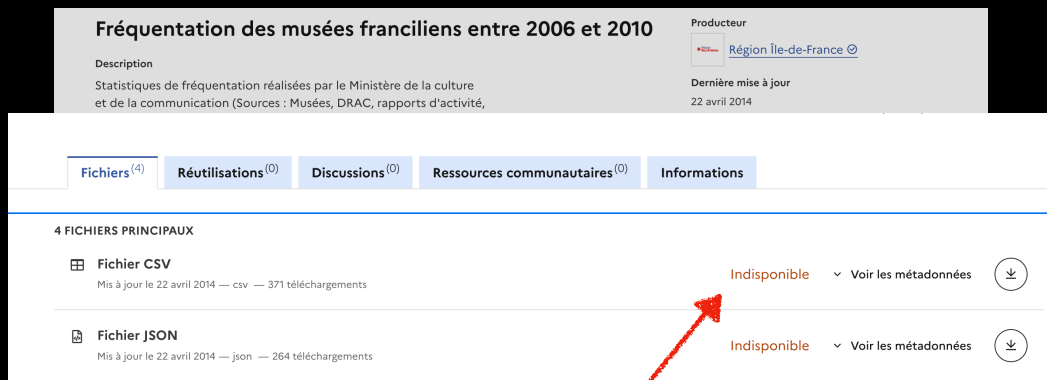 Fréquentation des musées franciliens entre 2006 et 2010
Description
Statistiques de fréquentation réalisées par le Ministère de la culture
et de la communication (Sources : Musées, DRAC, rapports d'activité,
Producteur
Région Île-de-France
Dernière mise à jour
22 avril 2014
Fichiers (4) Réutilisations (0) Discussions (0) Ressources communautaires (0) Informations
4 FICHIERS PRINCIPAUX
Fichier CSV
Mis à jour le 22 avril 2014 — csv — 371 téléchargements
Indisponible Voir les métadonnées
Fichier JSON
Mis à jour le 22 avril 2014 — json — 264 téléchargements
Indisponible Voir les métadonnées